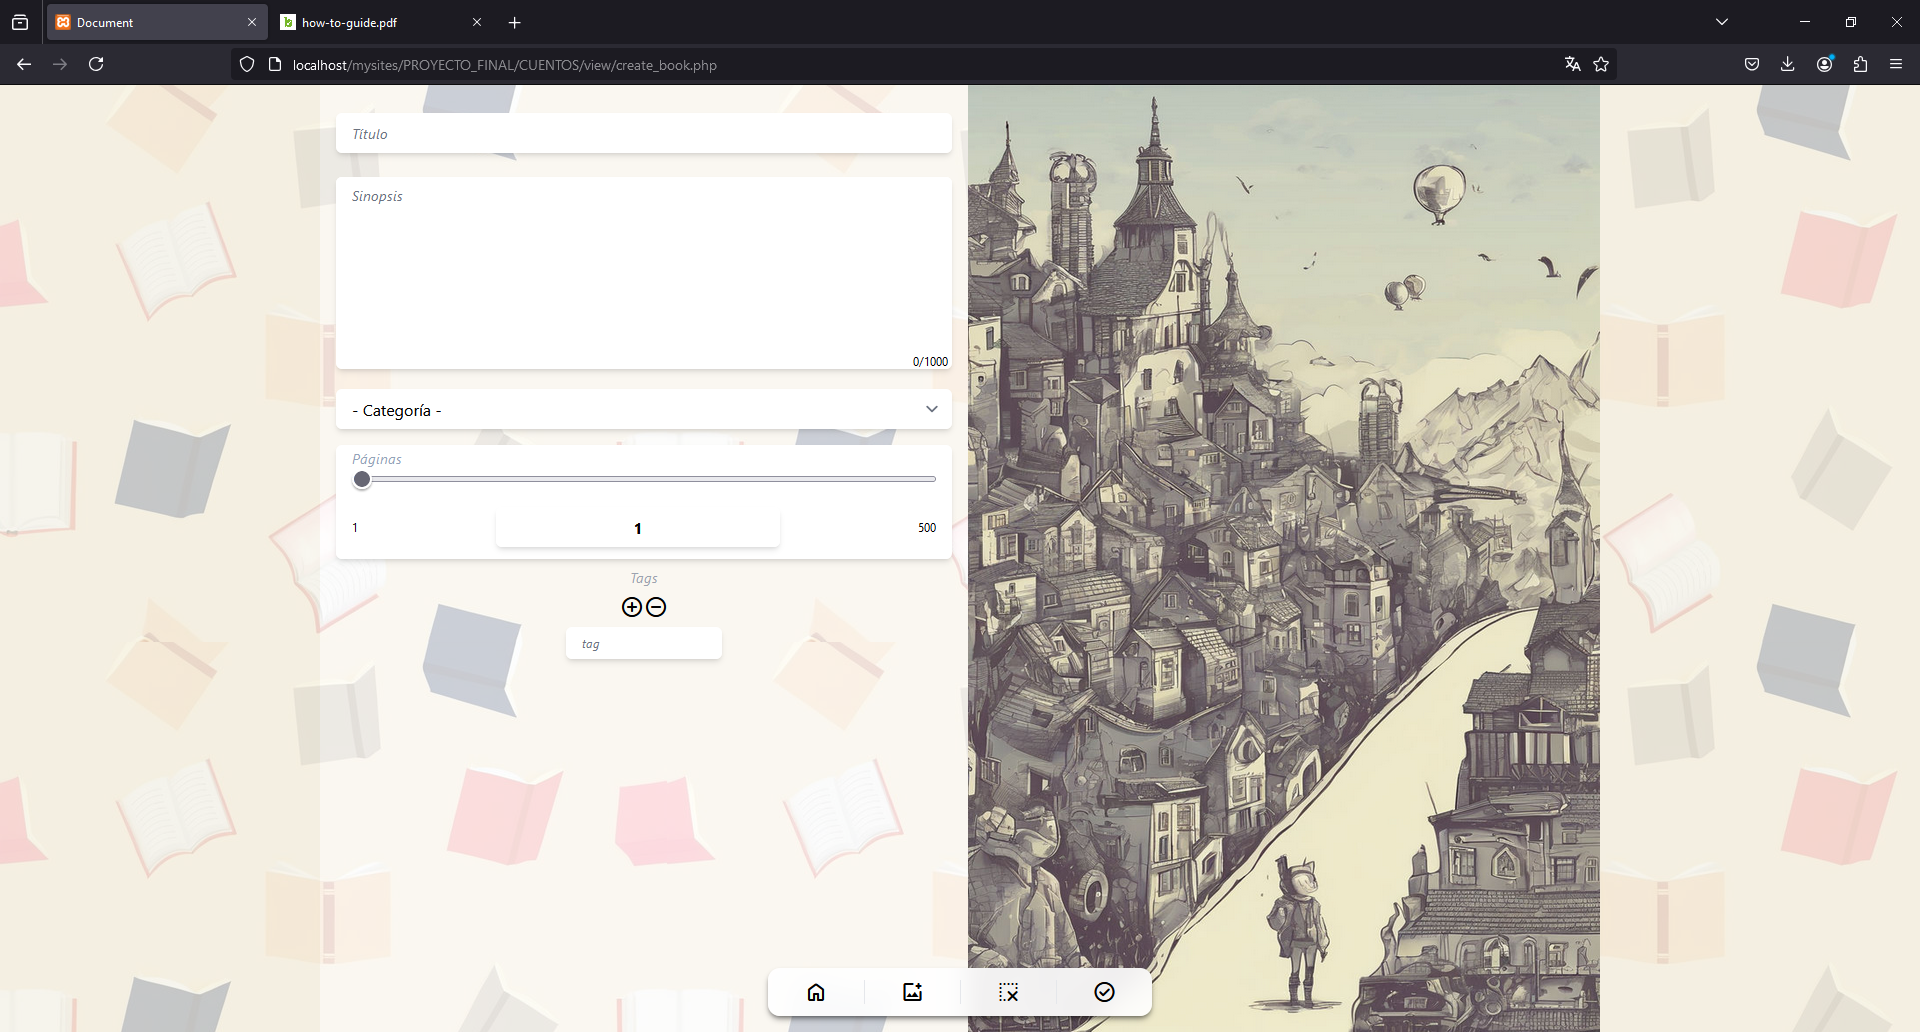 Document
how-to-guide.pdf
localhost/mysites/PROYECTO_FINAL/CUENTOS/view/create_book.php
Título
Sinopsis
0/1000
- Categoría -
Páginas
1
1
500
Tags
tag